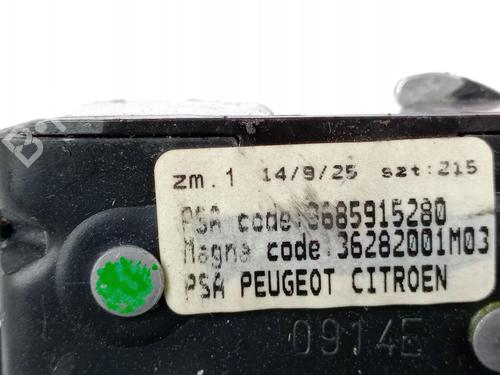 zm.1 14/9/25 szt:215
PSA code:3685915280
Magna code:36282001M03
PSA PEUGEOT CITROEN
0914E